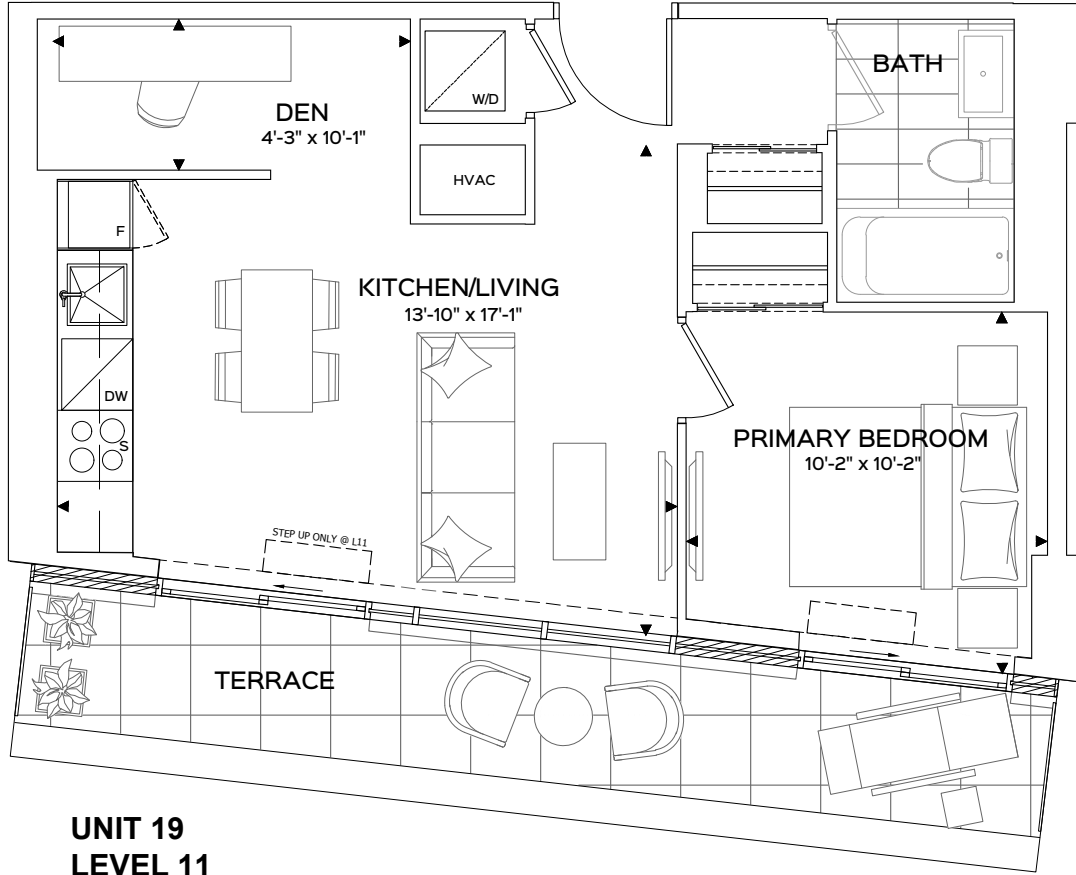 BATH
W/D
DEN
4'-3" x 10'-1"
HVAC
F
KITCHEN/LIVING
13'-10" x 17'-1"
DW
S
PRIMARY BEDROOM
10'-2" x 10'-2"
STEP UP ONLY @ L11
TERRACE
UNIT 19
LEVEL 11